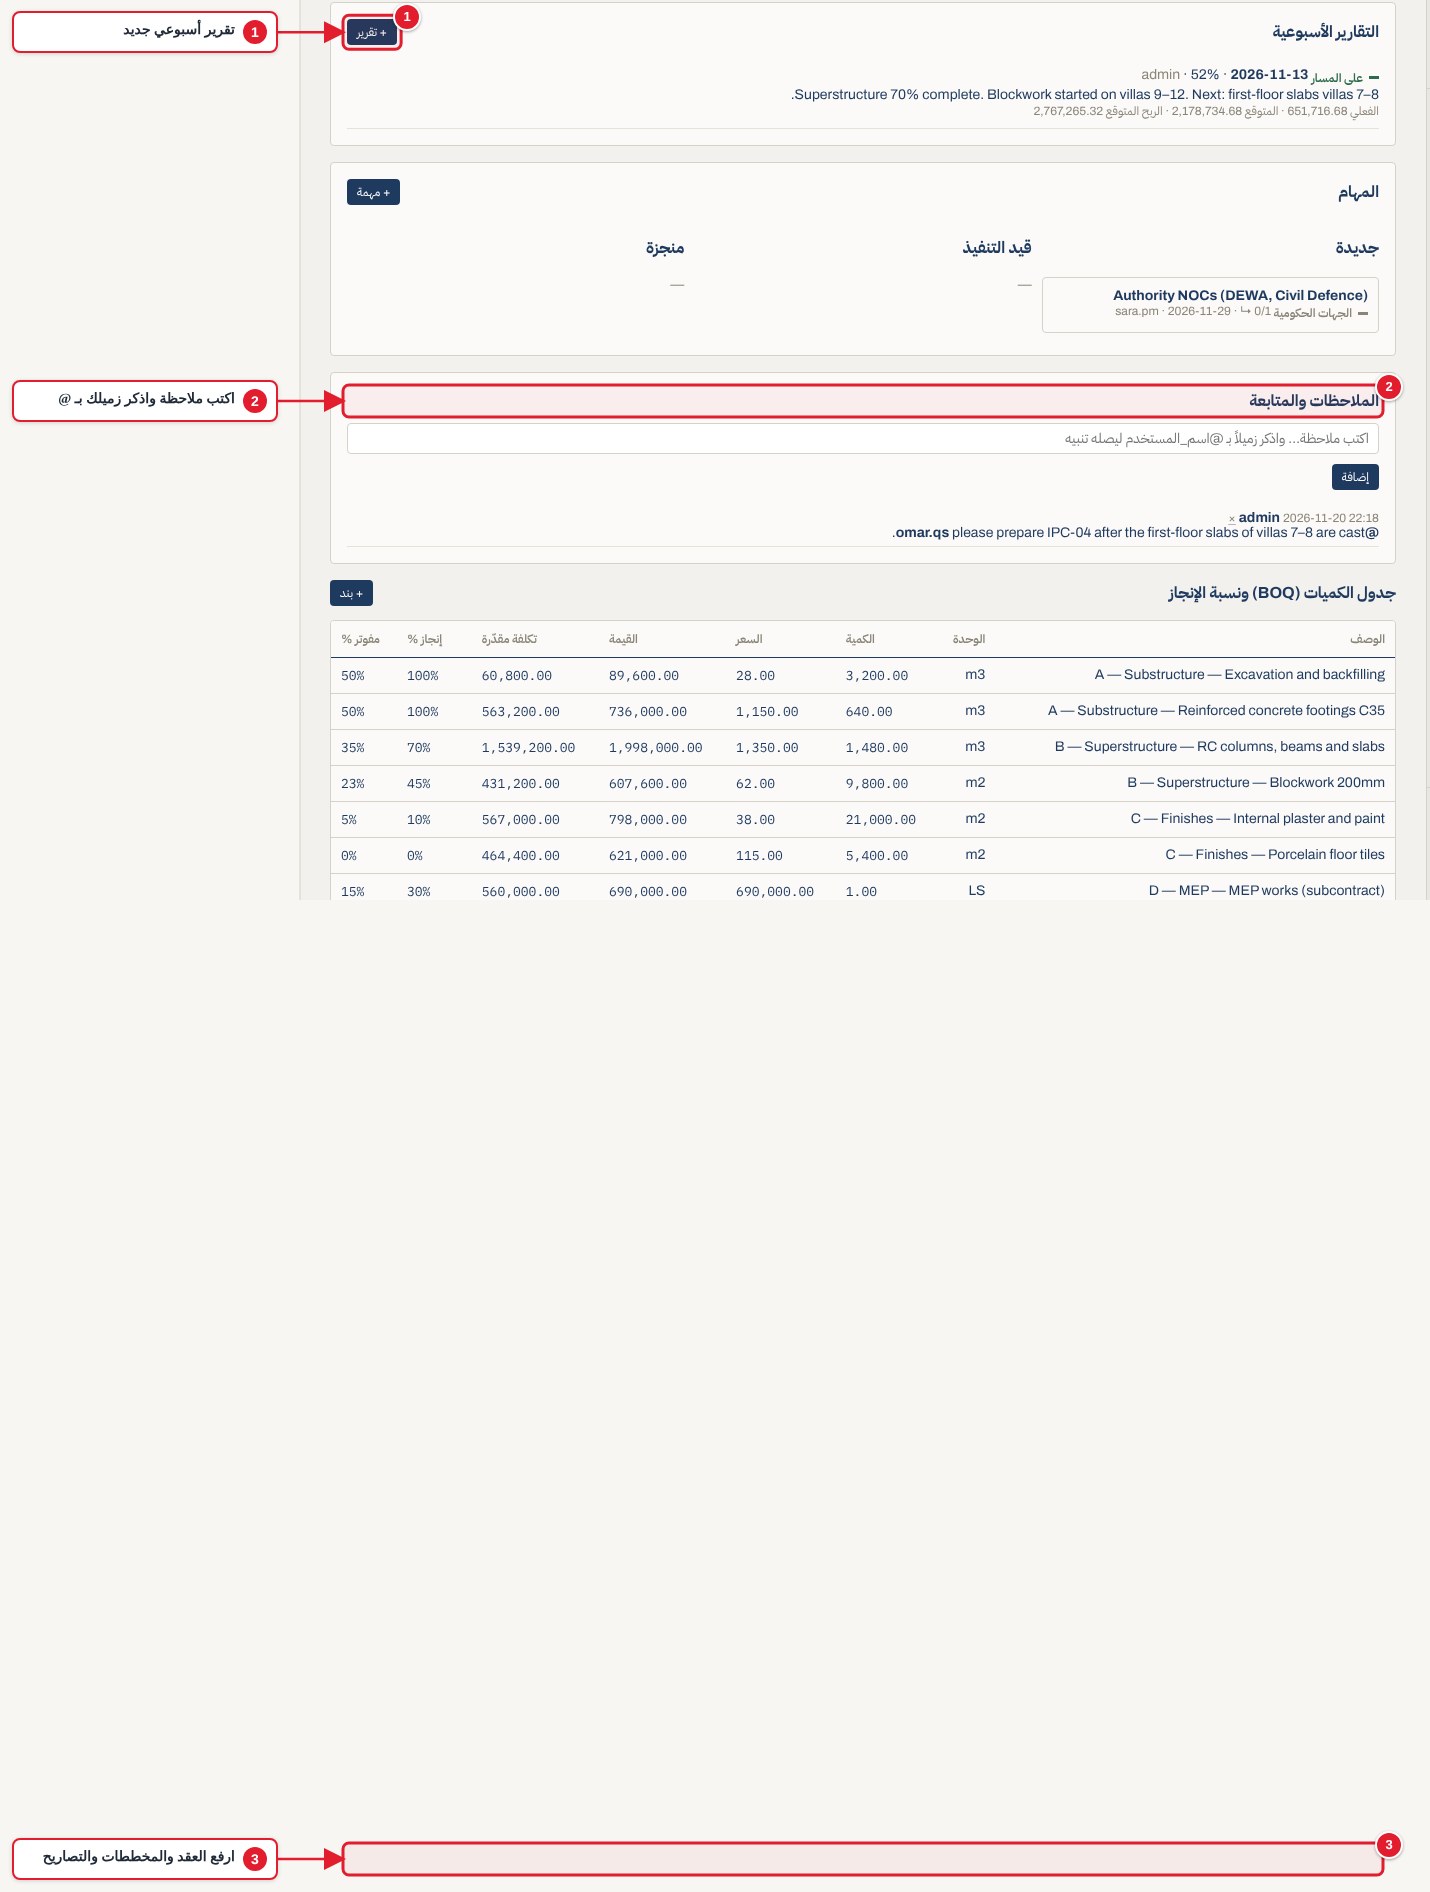 1 تقرير أسبوعي جديد
التقارير الأسبوعية
+ تقرير
1
على المسار 2026-11-13 · 52% · admin
Superstructure 70% complete. Blockwork started on villas 9–12. Next: first-floor slabs villas 7–8.
الفعلي 651,716.68 · المتوقع 2,178,734.68 · الربح المتوقع 2,767,265.32
المهام
+ مهمة
جديدة
قيد التنفيذ
منجزة
Authority NOCs (DEWA, Civil Defence)
الجهات الحكومية sara.pm · 2026-11-29 · ↳ 0/1
—
—
2 اكتب ملاحظة واذكر زميلك بـ @
2
الملاحظات والمتابعة
اكتب ملاحظة... واذكر زميلاً بـ @اسم_المستخدم ليصله تنبيه
إضافة
2026-11-20 22:18 admin ×
@omar.qs please prepare IPC-04 after the first-floor slabs of villas 7–8 are cast.
جدول الكميات (BOQ) ونسبة الإنجاز
+ بند
الوصف الوحدة الكمية السعر القيمة تكلفة مقدّرة إنجاز % مفوتر %
A — Substructure — Excavation and backfilling m3 3,200.00 28.00 89,600.00 60,800.00 100% 50%
A — Substructure — Reinforced concrete footings C35 m3 640.00 1,150.00 736,000.00 563,200.00 100% 50%
B — Superstructure — RC columns, beams and slabs m3 1,480.00 1,350.00 1,998,000.00 1,539,200.00 70% 35%
B — Superstructure — Blockwork 200mm m2 9,800.00 62.00 607,600.00 431,200.00 45% 23%
C — Finishes — Internal plaster and paint m2 21,000.00 38.00 798,000.00 567,000.00 10% 5%
C — Finishes — Porcelain floor tiles m2 5,400.00 115.00 621,000.00 464,400.00 0% 0%
D — MEP — MEP works (subcontract) LS 1.00 690,000.00 690,000.00 560,000.00 30% 15%
3 ارفع العقد والمخططات والتصاريح
3